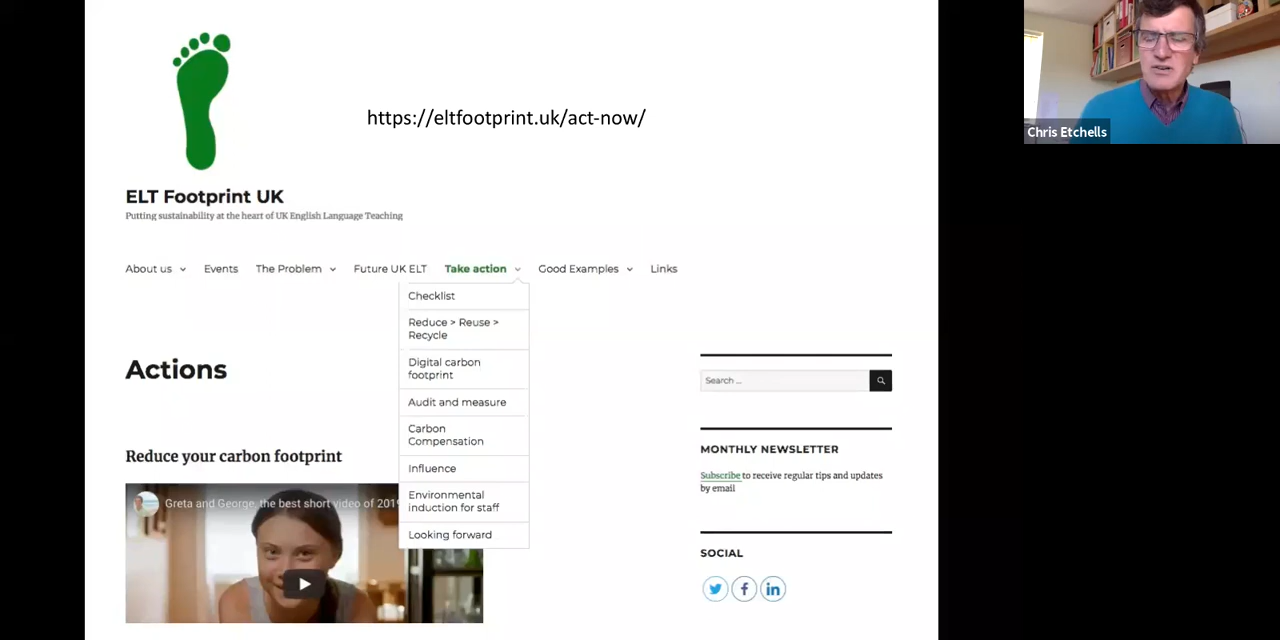 https://eltfootprint.uk/act-now/
Chris Etchells
ELT Footprint UK
Putting sustainability at the heart of UK English Language Teaching
About us Events The Problem Future UK ELT Take action Good Examples Links
Checklist
Reduce > Reuse >
Recycle
Digital carbon
footprint
Audit and measure
Carbon
Compensation
Influence
Environmental
induction for staff
Looking forward
Actions
Reduce your carbon footprint
Greta and George, the best short video of 2019
Search …
MONTHLY NEWSLETTER
Subscribe to receive regular tips and updates
by email
SOCIAL